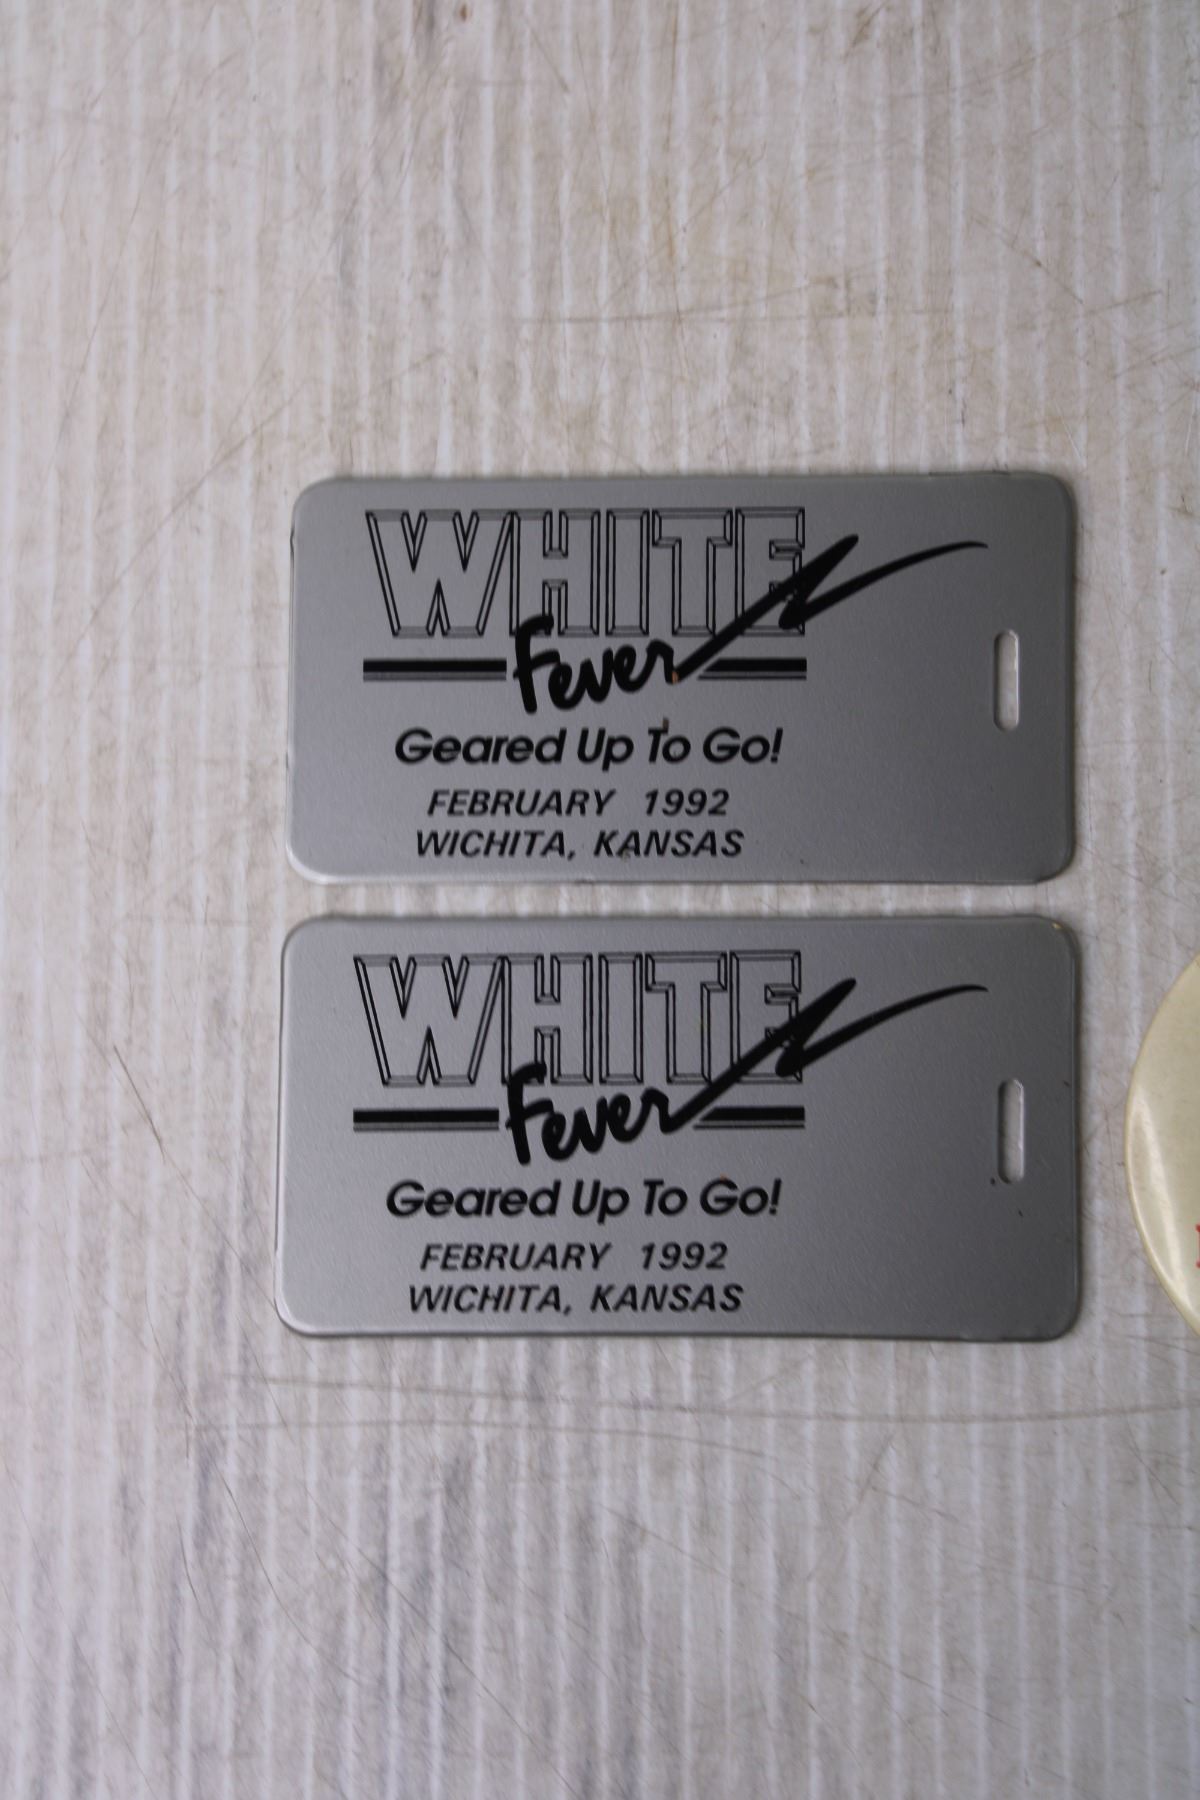 WHITE
Fever
Geared Up To Go!
FEBRUARY 1992
WICHITA, KANSAS
WHITE
Fever
Geared Up To Go!
FEBRUARY 1992
WICHITA, KANSAS